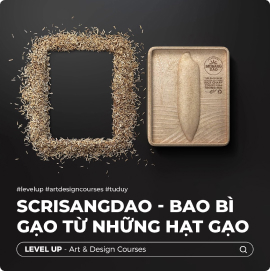 #levelup #artdesigncourses #tuduy
SCRISANGDAO - BAO BÌ
GẠO TỪ NHỮNG HẠT GẠO
LEVEL UP - Art & Design Courses